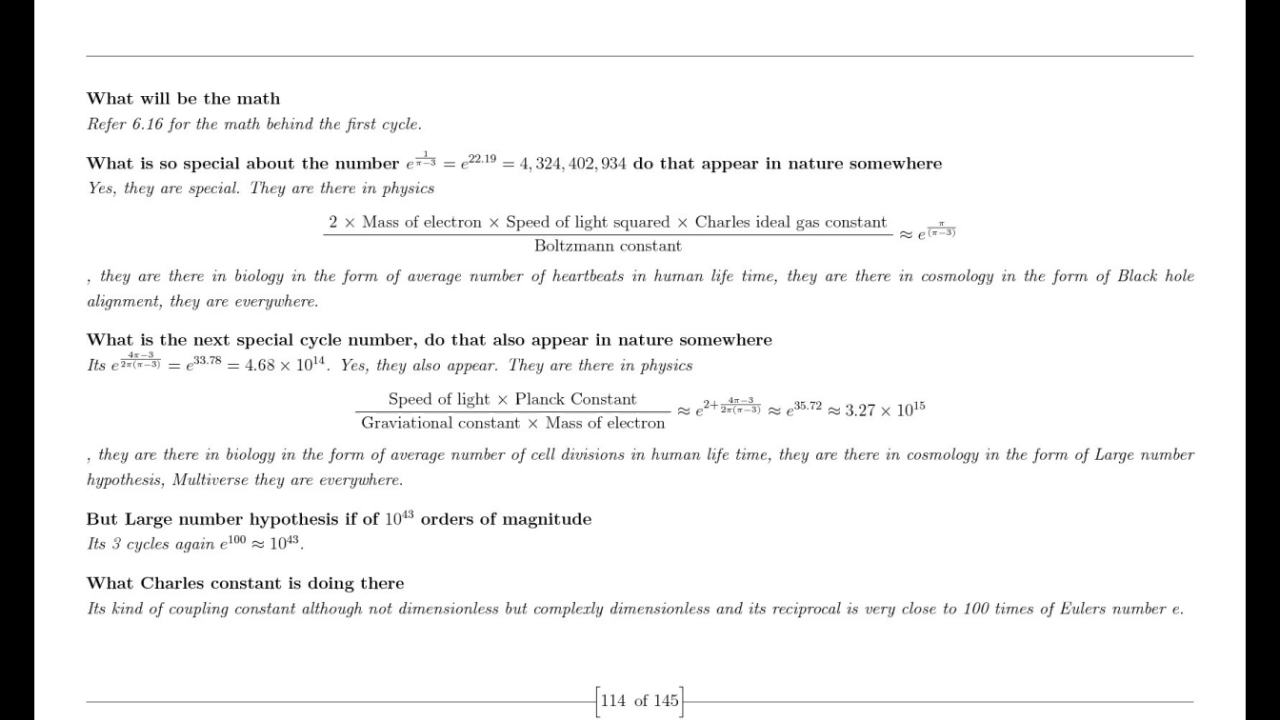 What will be the math
Refer 6.16 for the math behind the first cycle.
What is so special about the number e^{\frac{1}{π−3}} = e^{22.19} = 4, 324, 402, 934 do that appear in nature somewhere
Yes, they are special. They are there in physics
\frac{2 × Mass of electron × Speed of light squared × Charles ideal gas constant}{Boltzmann constant} ≈ e^{\frac{π}{(π−3)}}
, they are there in biology in the form of average number of heartbeats in human life time, they are there in cosmology in the form of Black hole
alignment, they are everywhere.
What is the next special cycle number, do that also appear in nature somewhere
Its e^{\frac{4π−3}{2π(π−3)}} = e^{33.78} = 4.68 × 10^{14}. Yes, they also appear. They are there in physics
\frac{Speed of light × Planck Constant}{Graviational constant × Mass of electron} ≈ e^{2+\frac{4π−3}{2π(π−3)}} ≈ e^{35.72} ≈ 3.27 × 10^{15}
, they are there in biology in the form of average number of cell divisions in human life time, they are there in cosmology in the form of Large number
hypothesis, Multiverse they are everywhere.
But Large number hypothesis if of 10^{43} orders of magnitude
Its 3 cycles again e^{100} ≈ 10^{43}.
What Charles constant is doing there
Its kind of coupling constant although not dimensionless but complexly dimensionless and its reciprocal is very close to 100 times of Eulers number e.
[114 of 145]